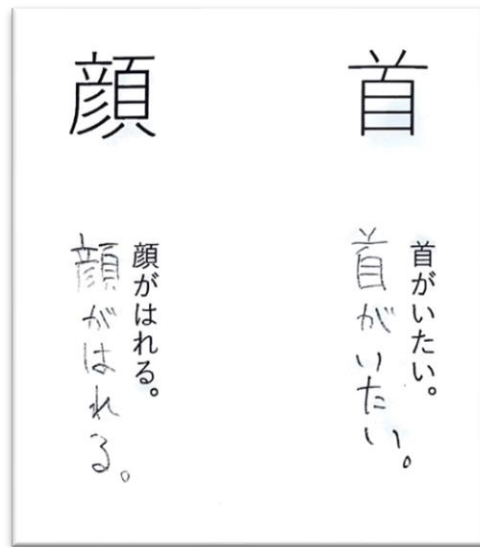 首
首がいたい。
首がいたい。
顔
顔がはれる。
顔がはれる。